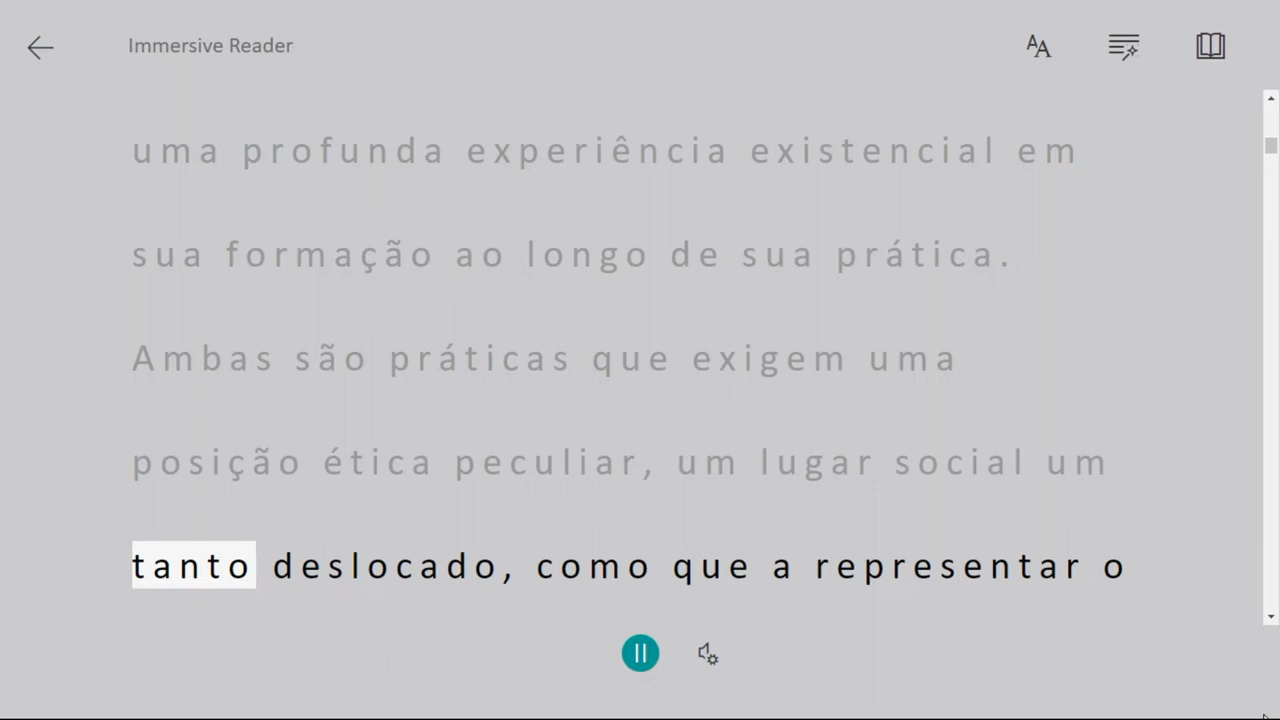 Immersive Reader
uma profunda experiência existencial em
sua formação ao longo de sua prática.
Ambas são práticas que exigem uma
posição ética peculiar, um lugar social um
tanto deslocado, como que a representar o